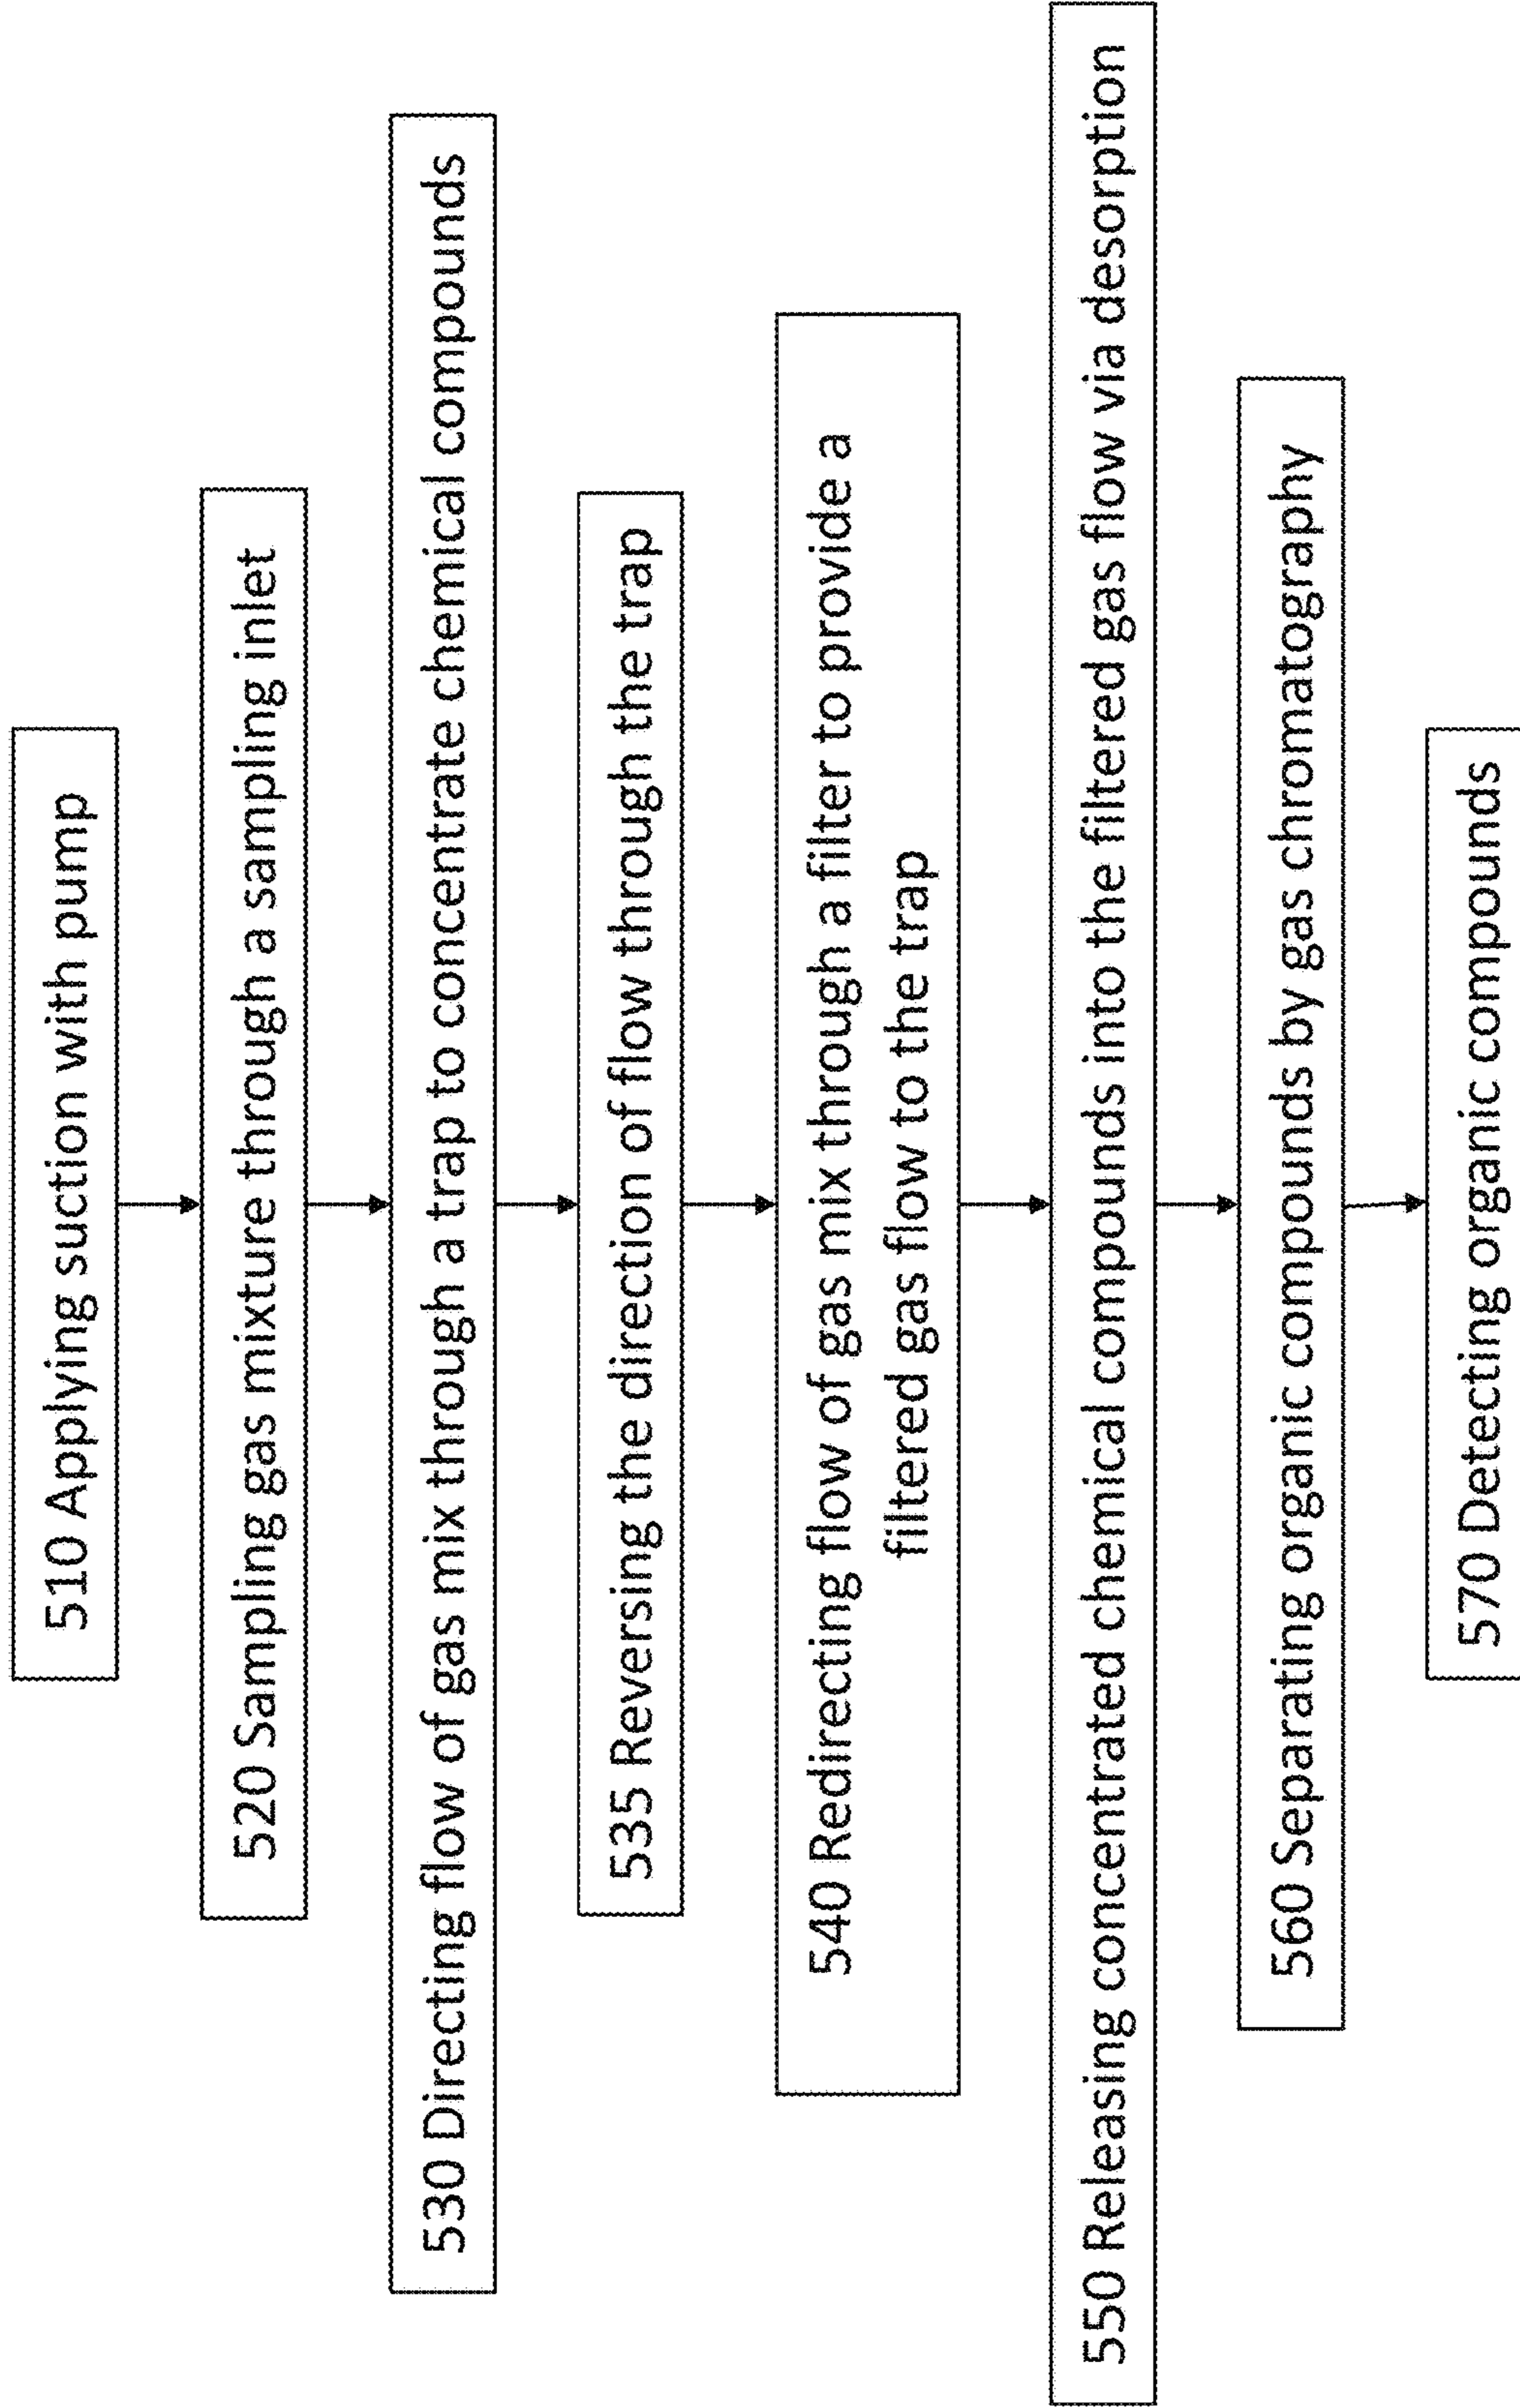 510 Applying suction with pump
520 Sampling gas mixture through a sampling inlet
530 Directing flow of gas mix through a trap to concentrate chemical compounds
535 Reversing the direction of flow through the trap
540 Redirecting flow of gas mix through a filter to provide a
filtered gas flow to the trap
550 Releasing concentrated chemical compounds into the filtered gas flow via desorption
560 Separating organic compounds by gas chromatography
570 Detecting organic compounds